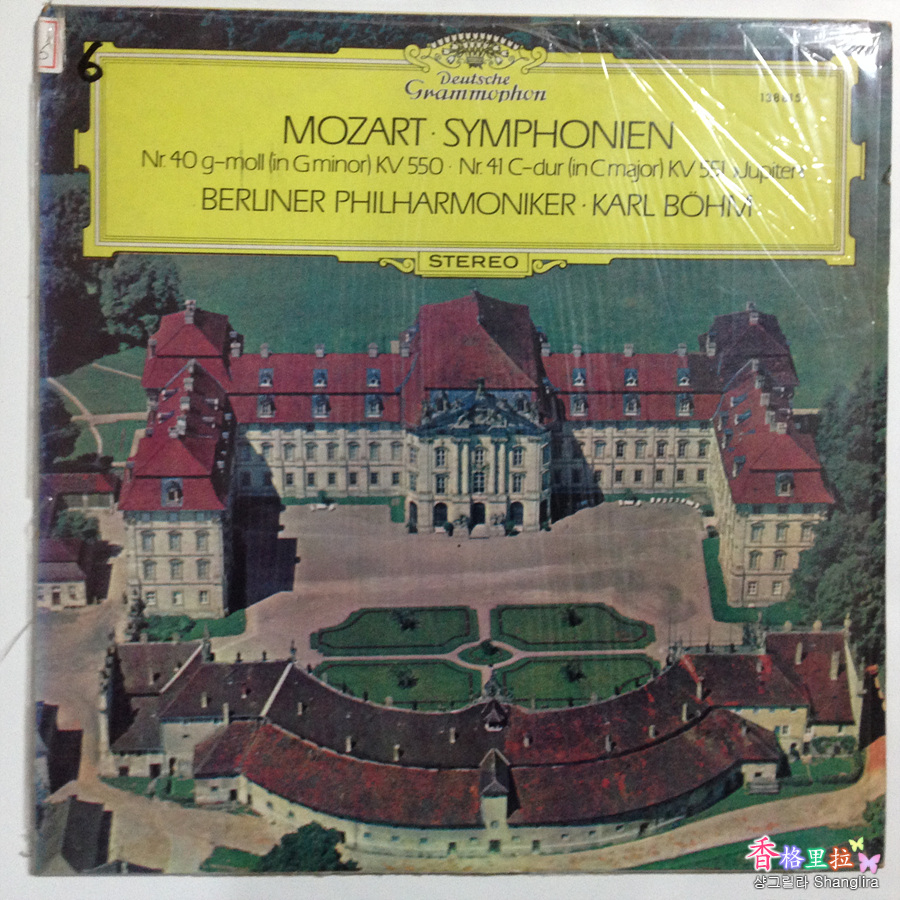 6
Deutsche
Grammophon
MOZART · SYMPHONIEN
Nr. 40 g-moll (in G minor) KV 550 · Nr. 41 C-dur (in C major) KV 551 »Jupiter«
BERLINER PHILHARMONIKER · KARL BÖHM
STEREO
香格里拉
샹그릴라 Shanglira